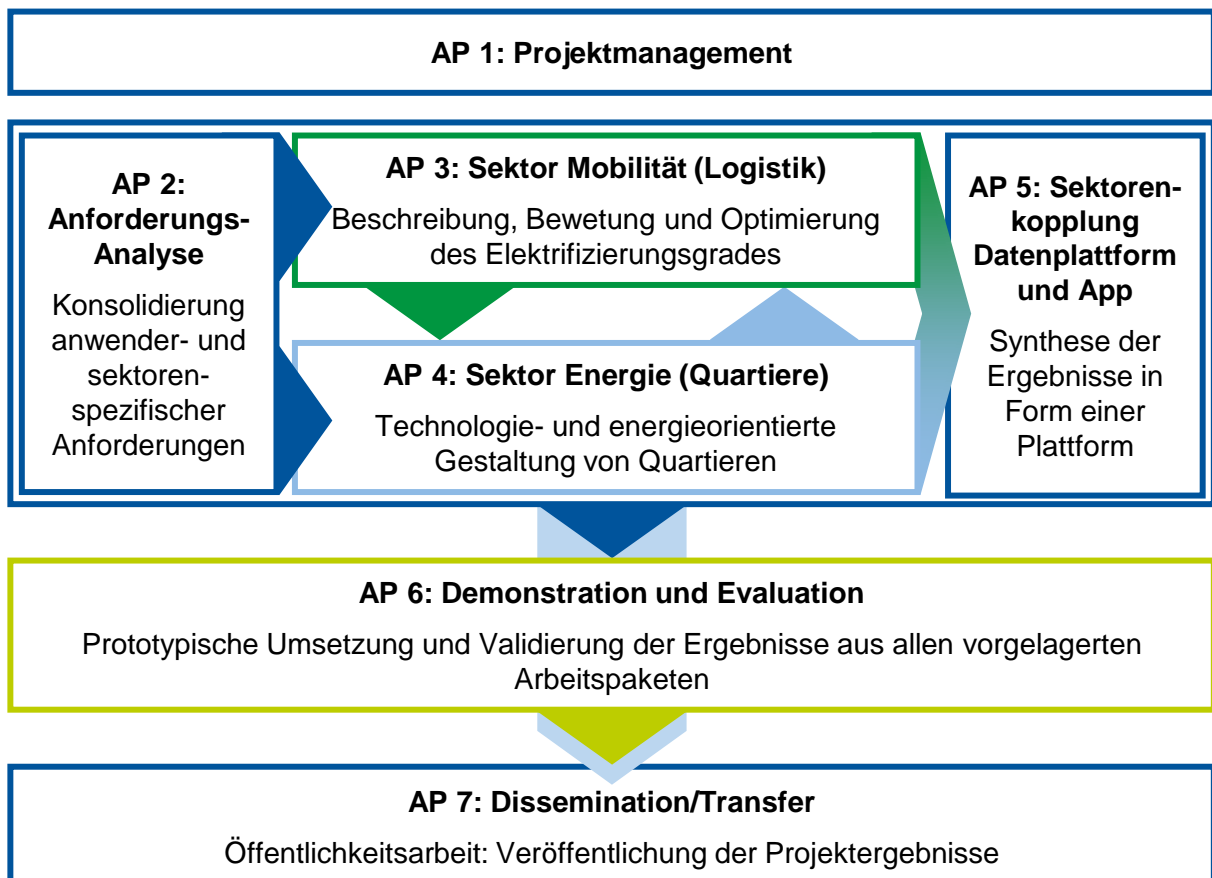 AP 1: Projektmanagement
AP 2:
Anforderungs-
Analyse
Konsolidierung
anwender- und
sektoren-
spezifischer
Anforderungen
AP 3: Sektor Mobilität (Logistik)
Beschreibung, Bewetung und Optimierung
des Elektrifizierungsgrades
AP 4: Sektor Energie (Quartiere)
Technologie- und energieorientierte
Gestaltung von Quartieren
AP 5: Sektoren-
kopplung
Datenplattform
und App
Synthese der
Ergebnisse in
Form einer
Plattform
AP 6: Demonstration und Evaluation
Prototypische Umsetzung und Validierung der Ergebnisse aus allen vorgelagerten
Arbeitspaketen
AP 7: Dissemination/Transfer
Öffentlichkeitsarbeit: Veröffentlichung der Projektergebnisse